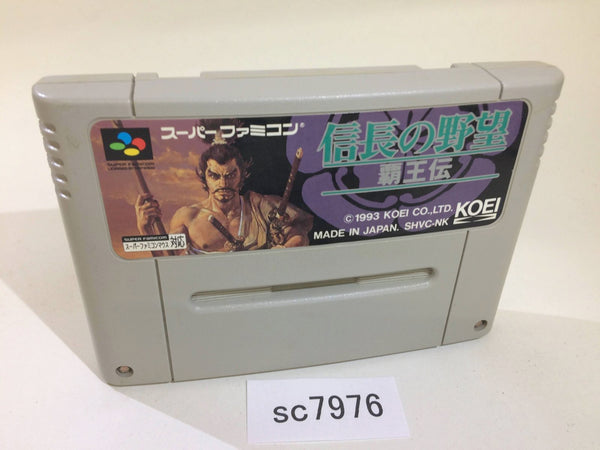 スーパーファミコン®
信長の野望
覇王伝
SUPER FAMICOM
© 1993 KOEI CO., LTD.
KOEI
MADE IN JAPAN. SHVC-NK
SUPER FAMICOM
スーパーファミコンマウス 対応
sc7976